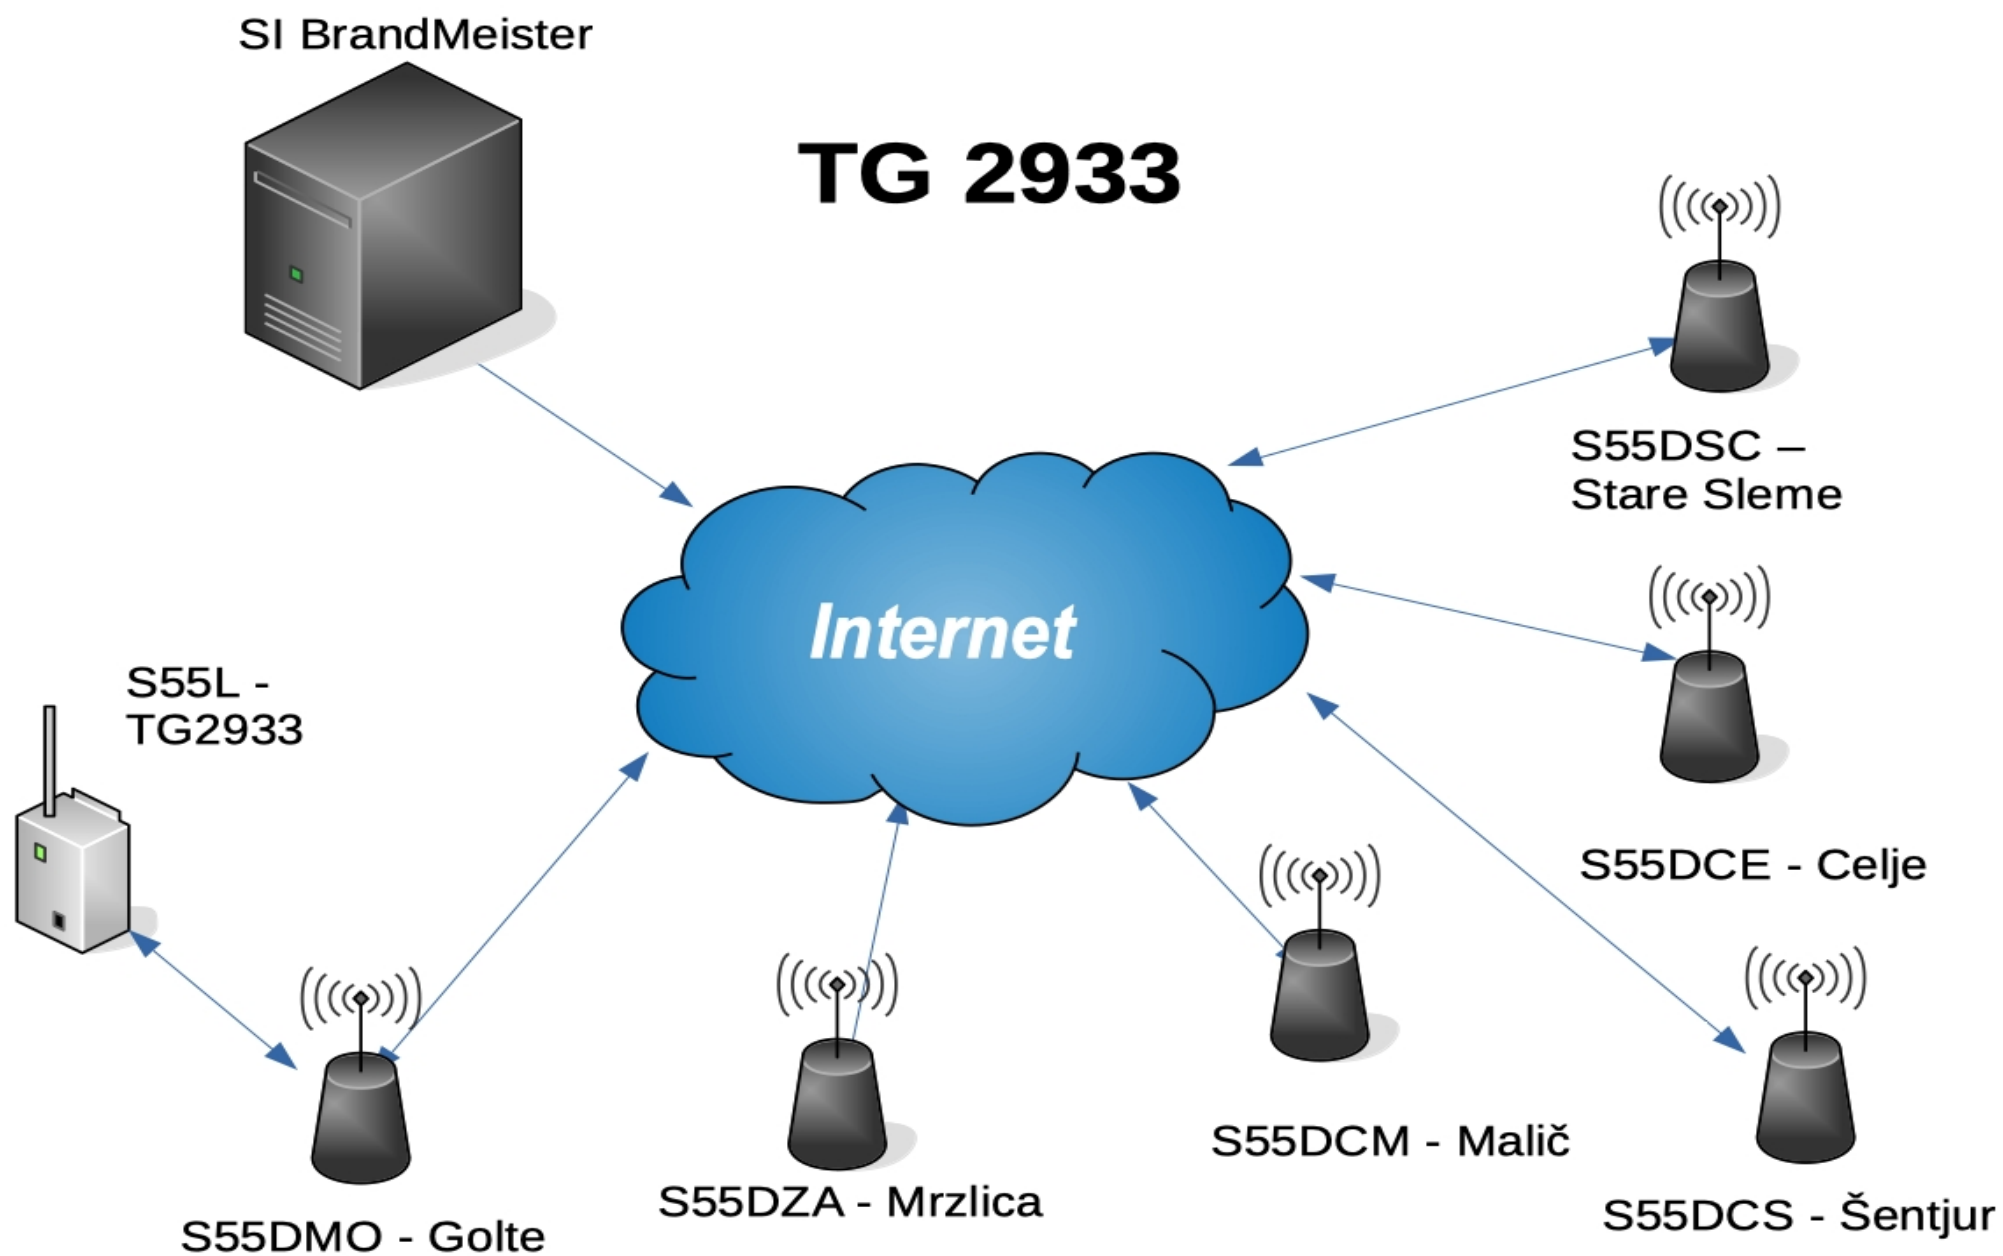 SI BrandMeister
TG 2933
S55DSC –
Stare Sleme
Internet
S55L -
TG2933
S55DCE - Celje
S55DCM - Malič
S55DZA - Mrzlica
S55DCS - Šentjur
S55DMO - Golte